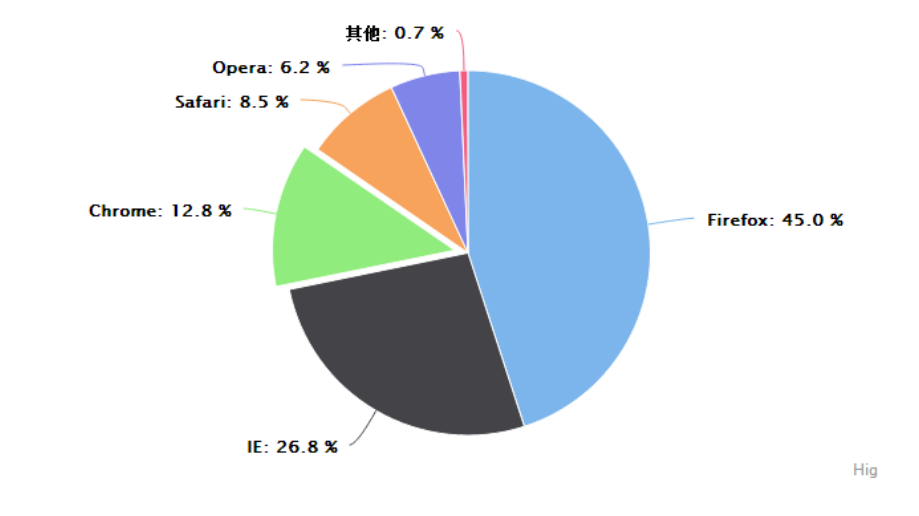 其他: 0.7 %
Opera: 6.2 %
Safari: 8.5 %
Chrome: 12.8 %
Firefox: 45.0 %
IE: 26.8 %
Hig